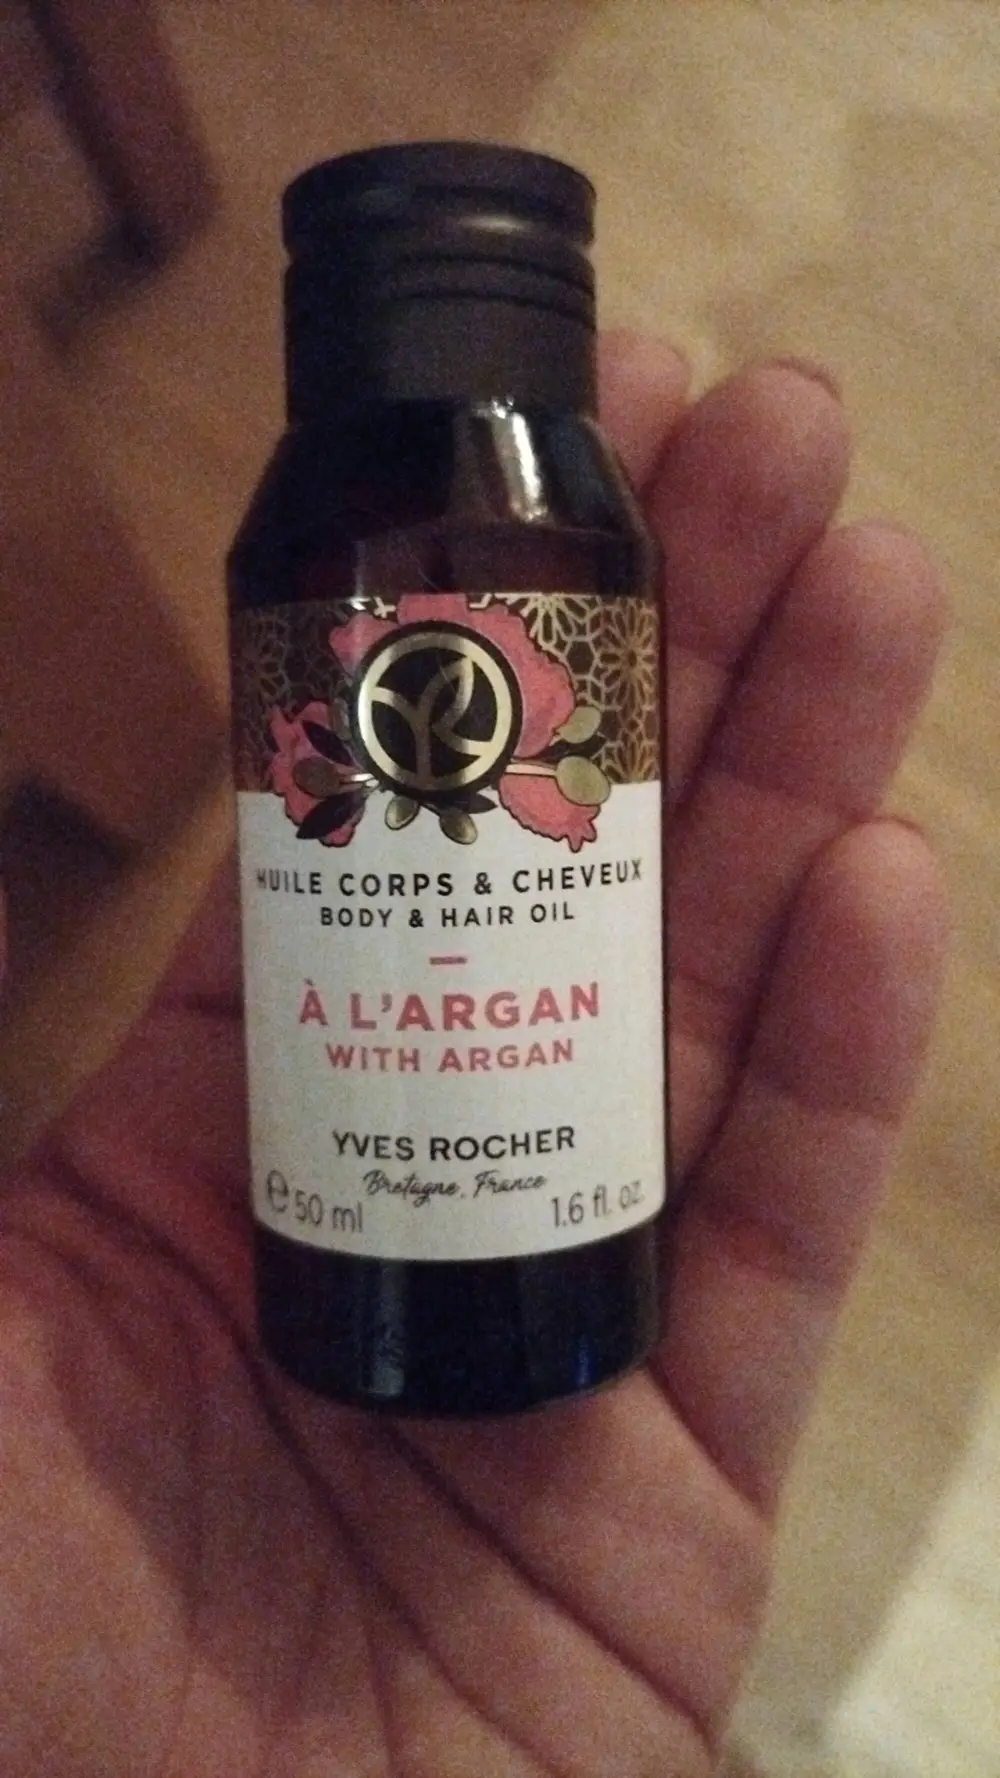 HUILE CORPS & CHEVEUX
BODY & HAIR OIL
À L'ARGAN
WITH ARGAN
YVES ROCHER
Bretagne, France
e 50 ml 1.6 fl. oz.